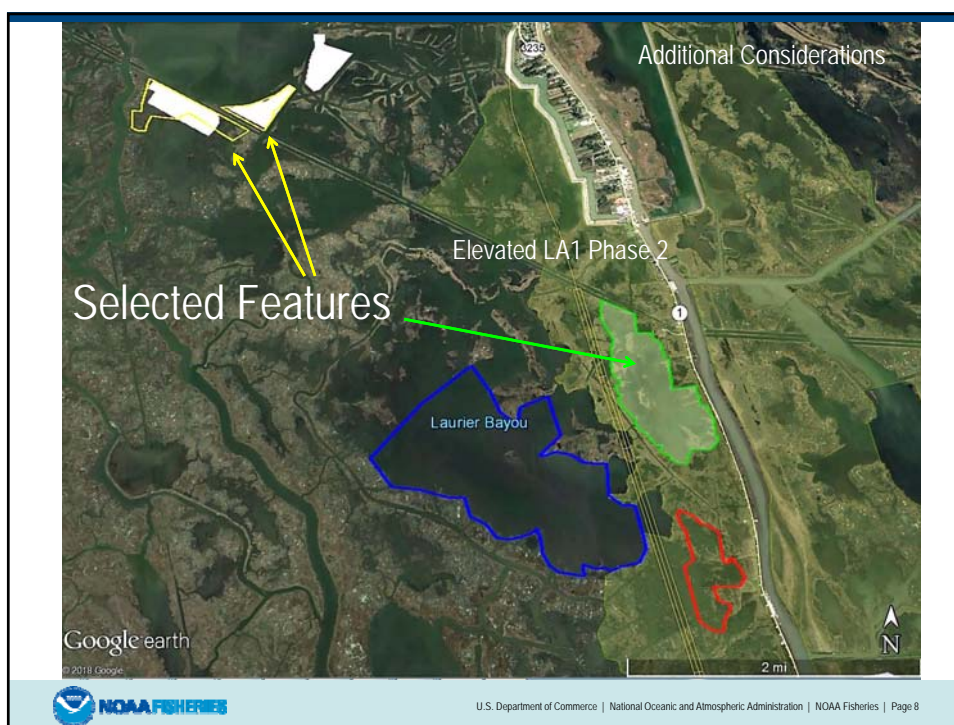 Additional Considerations
3235
Elevated LA1 Phase 2
Selected Features
1
Laurier Bayou
Google earth
© 2018 Google
N
2 mi
NOAA FISHERIES
U.S. Department of Commerce | National Oceanic and Atmospheric Administration | NOAA Fisheries | Page 8